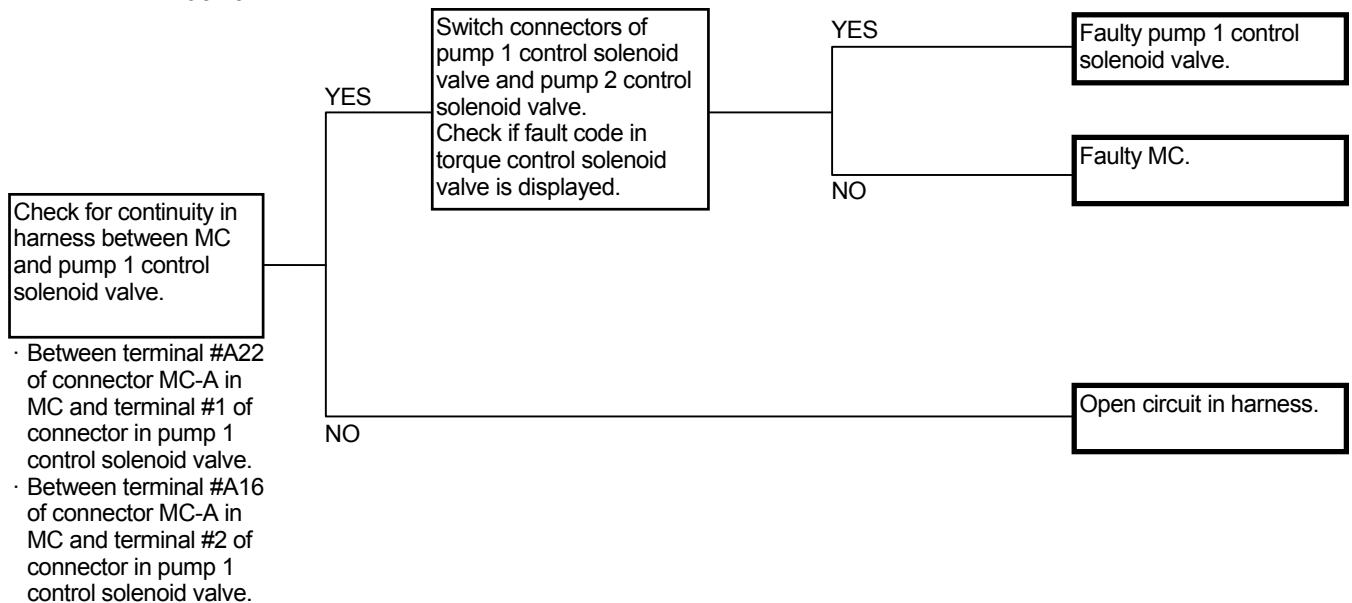 Check for continuity in
harness between MC
and pump 1 control
solenoid valve.
· Between terminal #A22
of connector MC-A in
MC and terminal #1 of
connector in pump 1
control solenoid valve.
· Between terminal #A16
of connector MC-A in
MC and terminal #2 of
connector in pump 1
control solenoid valve.
YES
NO
Switch connectors of
pump 1 control solenoid
valve and pump 2 control
solenoid valve.
Check if fault code in
torque control solenoid
valve is displayed.
YES
NO
Faulty pump 1 control
solenoid valve.
Faulty MC.
Open circuit in harness.